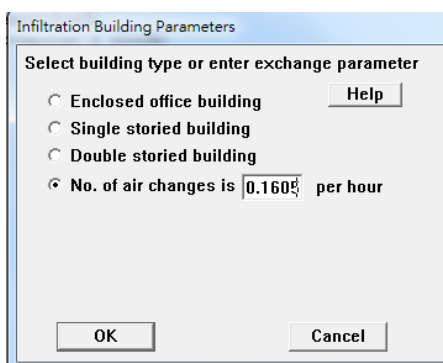 Infiltration Building Parameters
Select building type or enter exchange parameter
Enclosed office building
Help
Single storied building
Double storied building
No. of air changes is 0.1605 per hour
OK
Cancel